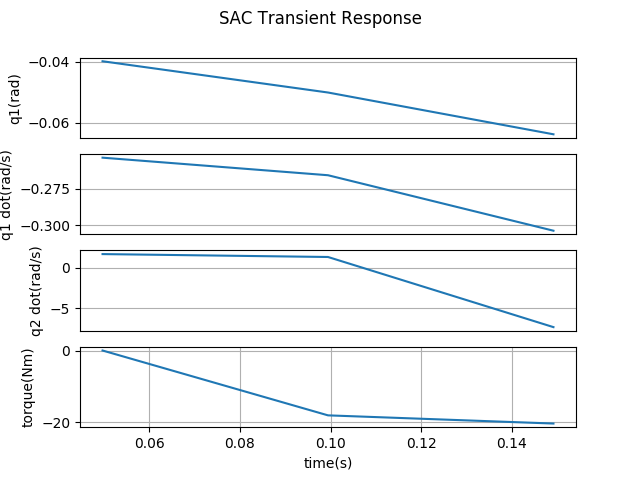 SAC Transient Response
−0.04
−0.06
q1(rad)
−0.275
−0.300
q1 dot(rad/s)
0
−5
q2 dot(rad/s)
0
−20
torque(Nm)
0.06 0.08 0.10 0.12 0.14
time(s)